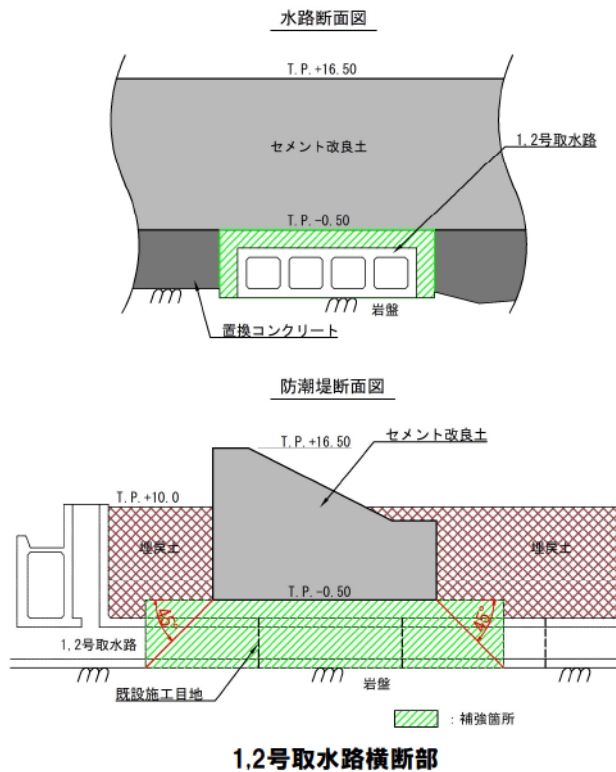 水路断面図
T.P.+16.50
セメント改良土
1,2号取水路
T.P.-0.50
岩盤
置換コンクリート
防潮堤断面図
T.P.+16.50
セメント改良土
T.P.+10.0
埋戻土
埋戻土
T.P.-0.50
45°
45°
1,2号取水路
既設施工目地
岩盤
：補強箇所
1,2号取水路横断部